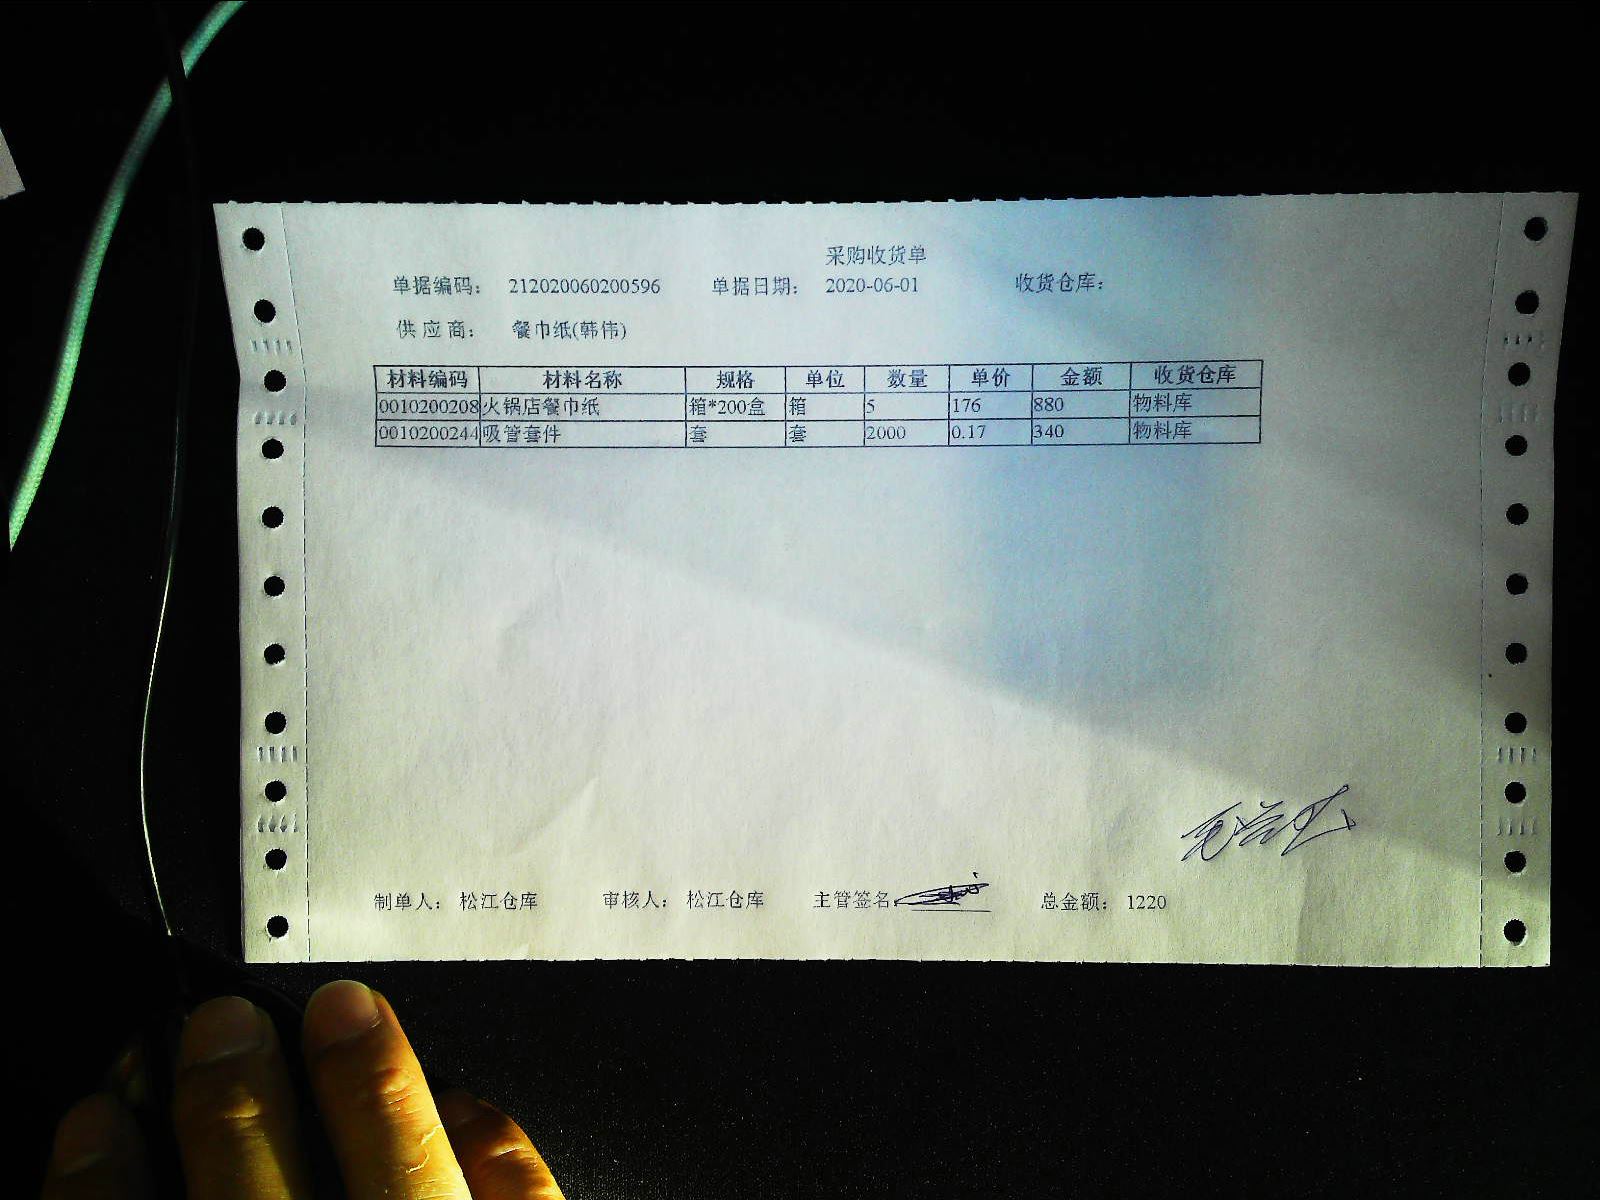 采购收货单
单据编码： 212020060200596 单据日期： 2020-06-01 收货仓库：
供应商： 餐巾纸(韩伟)
材料编码 材料名称 规格 单位 数量 单价 金额 收货仓库
0010200208 火锅店餐巾纸 箱*200盒 箱 5 176 880 物料库
0010200244 吸管套件 套 套 2000 0.17 340 物料库
制单人： 松江仓库 审核人： 松江仓库 主管签名 总金额： 1220